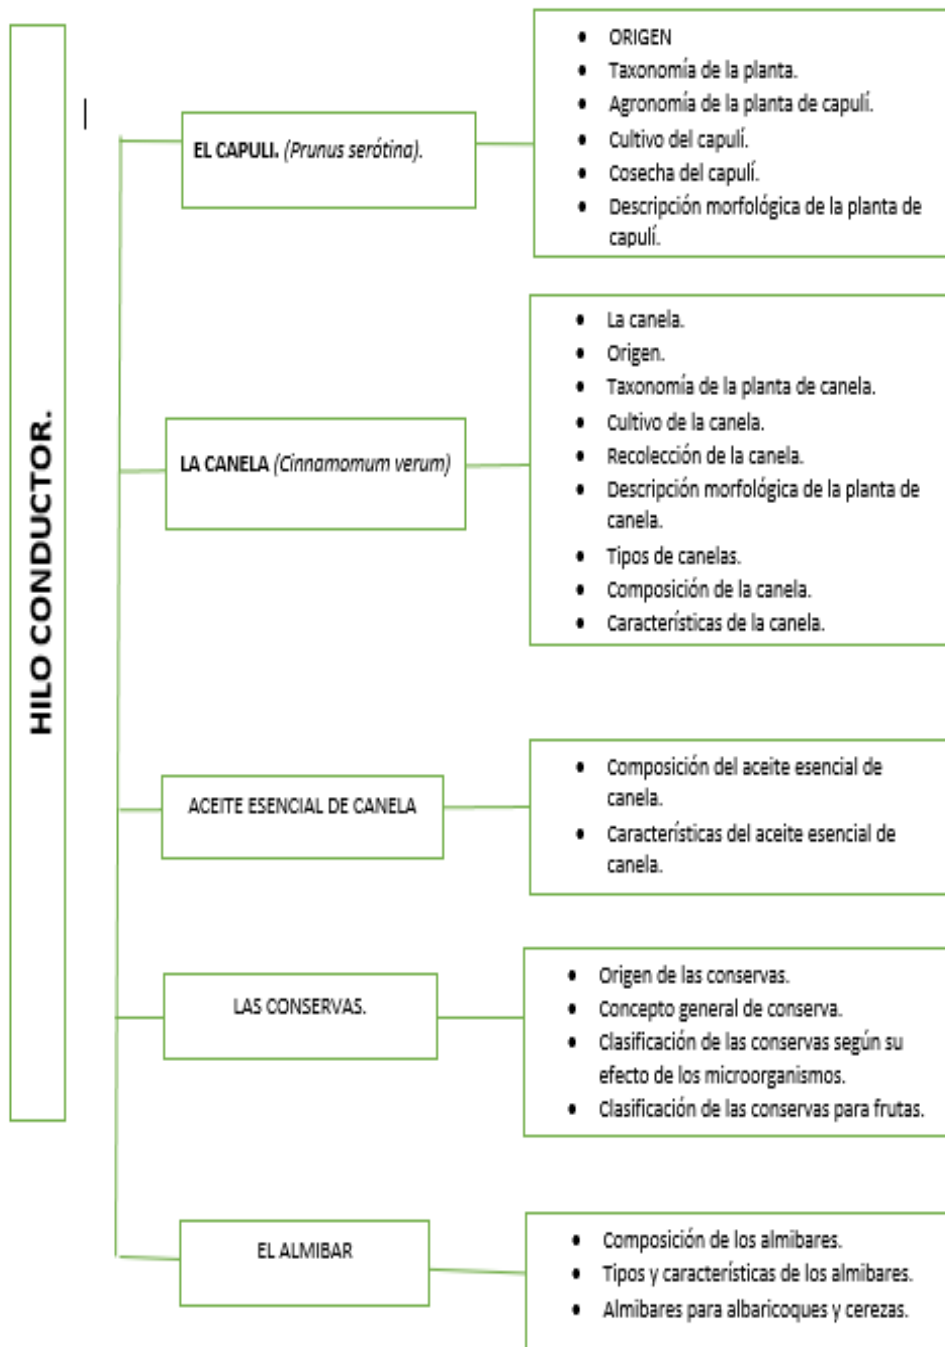 HILO CONDUCTOR.
EL CAPULI. (Prunus serótina).
• ORIGEN
• Taxonomía de la planta.
• Agronomía de la planta de capulí.
• Cultivo del capulí.
• Cosecha del capulí.
• Descripción morfológica de la planta de
capulí.
LA CANELA (Cinnamomum verum)
• La canela.
• Origen.
• Taxonomía de la planta de canela.
• Cultivo de la canela.
• Recolección de la canela.
• Descripción morfológica de la planta de
canela.
• Tipos de canelas.
• Composición de la canela.
• Características de la canela.
ACEITE ESENCIAL DE CANELA
• Composición del aceite esencial de
canela.
• Características del aceite esencial de
canela.
LAS CONSERVAS.
• Origen de las conservas.
• Concepto general de conserva.
• Clasificación de las conservas según su
efecto de los microorganismos.
• Clasificación de las conservas para frutas.
EL ALMIBAR
• Composición de los almibares.
• Tipos y características de los almibares.
• Almibares para albaricoques y cerezas.